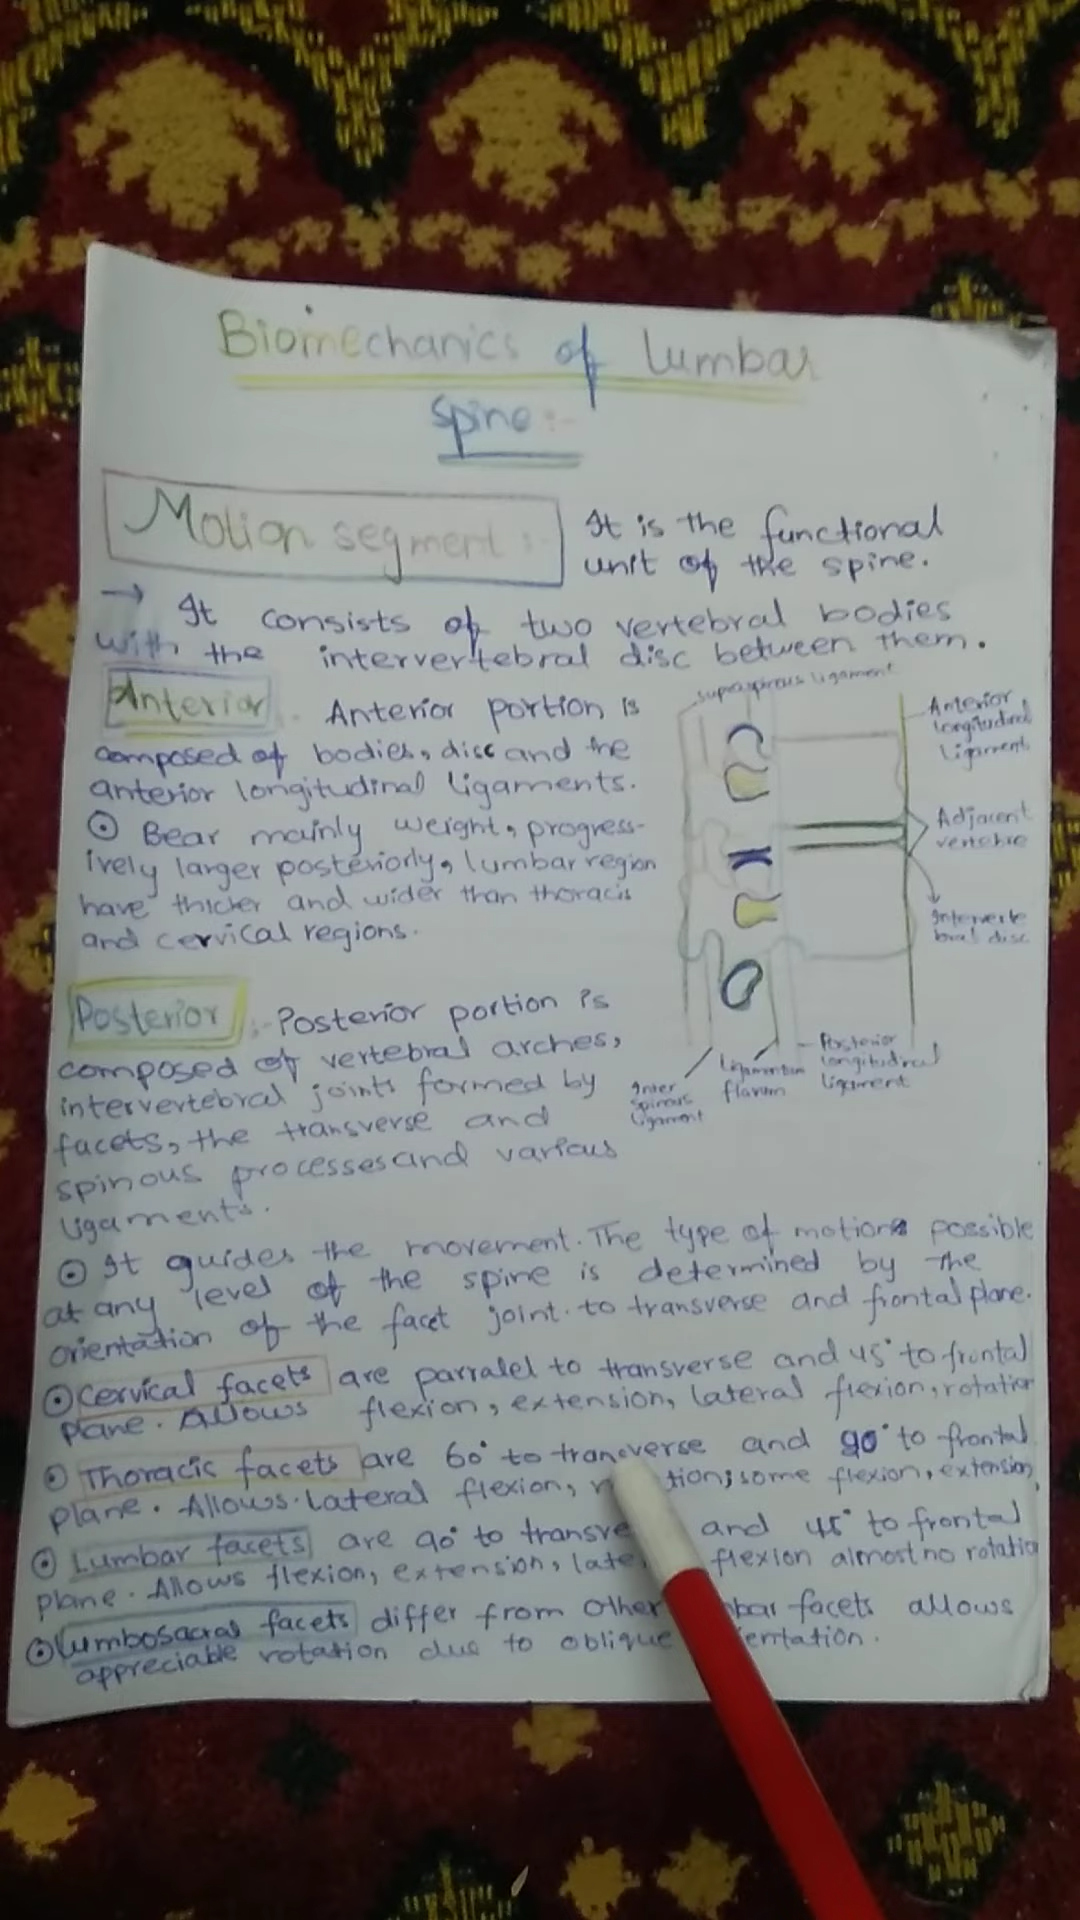 Biomechanics of lumbar
spine:-
Motion segment:-
It is the functional
unit of the spine.
→ It consists of two vertebral bodies
with the intervertebral disc between them.
Anterior :- Anterior portion is
composed of bodies, disc and the
anterior longitudinal ligaments.
⊙ Bear mainly weight, progress-
ively larger posteriorly, lumbar region
have thicker and wider than thoracis
and cervical regions.
supraspinous ligament
Anterior
longitudinal
ligament
Adjacent
vertebre
Interverte
bral disc
Posterior
longitudinal
ligament
Ligamentum
flavum
Inter
spinous
ligament
Posterior :- Posterior portion is
composed of vertebral arches,
intervertebral joints formed by
facets, the transverse and
spinous processes and various
ligaments.
⊙ It guides the movement. The type of motion possible
at any level of the spine is determined by the
orientation of the facet joint to transverse and frontal plane.
⊙ Cervical facets are parralel to transverse and 45° to frontal
plane. Allows flexion, extension, lateral flexion, rotation
⊙ Thoracic facets are 60° to tranverse and 90° to frontal
plane. Allows lateral flexion, some flexion, extension,
⊙ Lumbar facets are 90° to and 45° to frontal
plane. Allows flexion, extension, flexion almost no rotation
⊙ Lumbosacral facets differ from other facets allows
appreciable rotation due to oblique